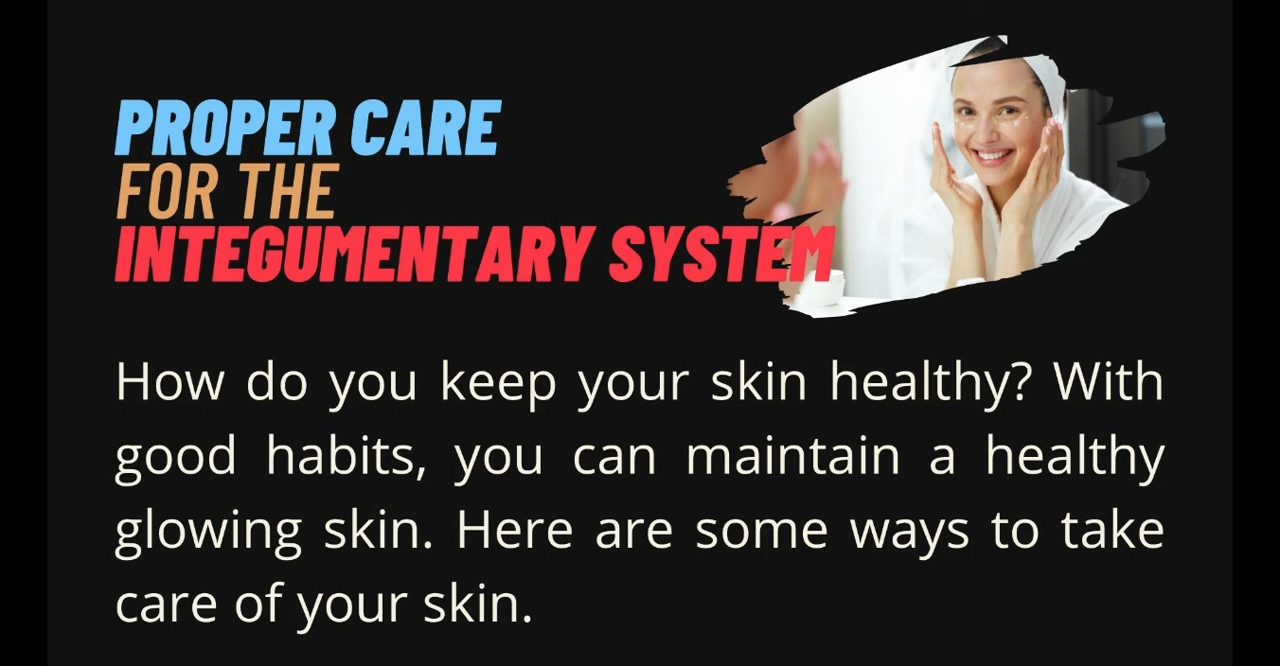 PROPER CARE
FOR THE
INTEGUMENTARY SYSTEM
How do you keep your skin healthy? With
good habits, you can maintain a healthy
glowing skin. Here are some ways to take
care of your skin.